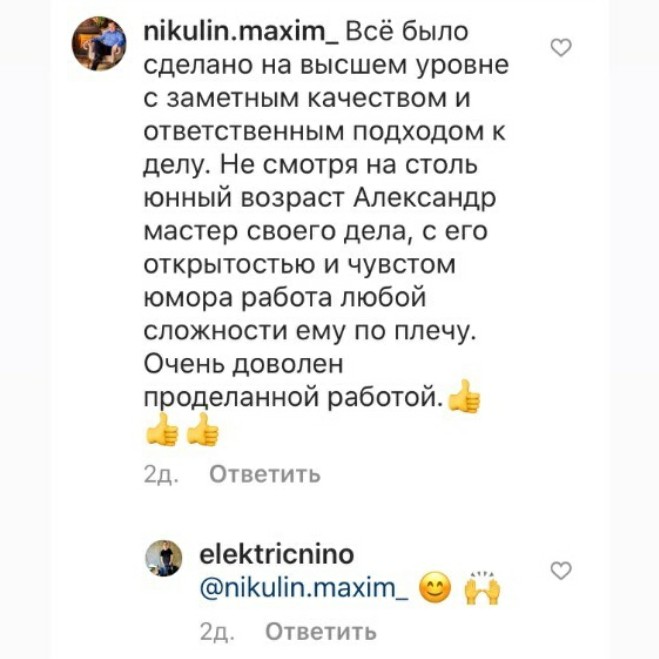 nikulin.maxim_ Всё было
сделано на высшем уровне
с заметным качеством и
ответственным подходом к
делу. Не смотря на столь
юнный возраст Александр
мастер своего дела, с его
открытостью и чувстом
юмора работа любой
сложности ему по плечу.
Очень доволен
проделанной работой.👍
👍👍
2д. Ответить
elektricnino
@nikulin.maxim_ 😊 🙌
2д. Ответить